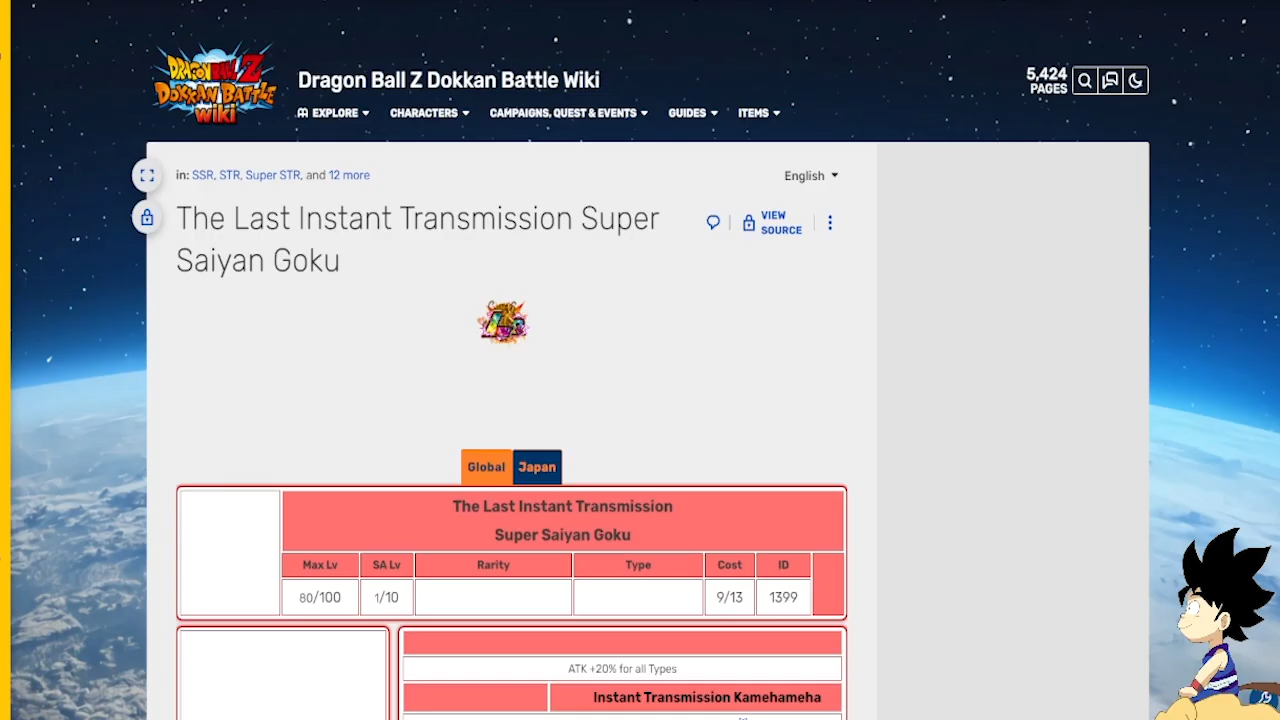 DRAGON BALL Z
DOKKAN BATTLE
wiki
Dragon Ball Z Dokkan Battle Wiki
EXPLORE
CHARACTERS
CAMPAIGNS, QUEST & EVENTS
GUIDES
ITEMS
5,424
PAGES
in: SSR, STR, Super STR, and 12 more
English
The Last Instant Transmission Super
Saiyan Goku
VIEW
SOURCE
Global
Japan
The Last Instant Transmission
Super Saiyan Goku
Max Lv
SA Lv
Rarity
Type
Cost
ID
80/100
1/10
9/13
1399
ATK +20% for all Types
Instant Transmission Kamehameha